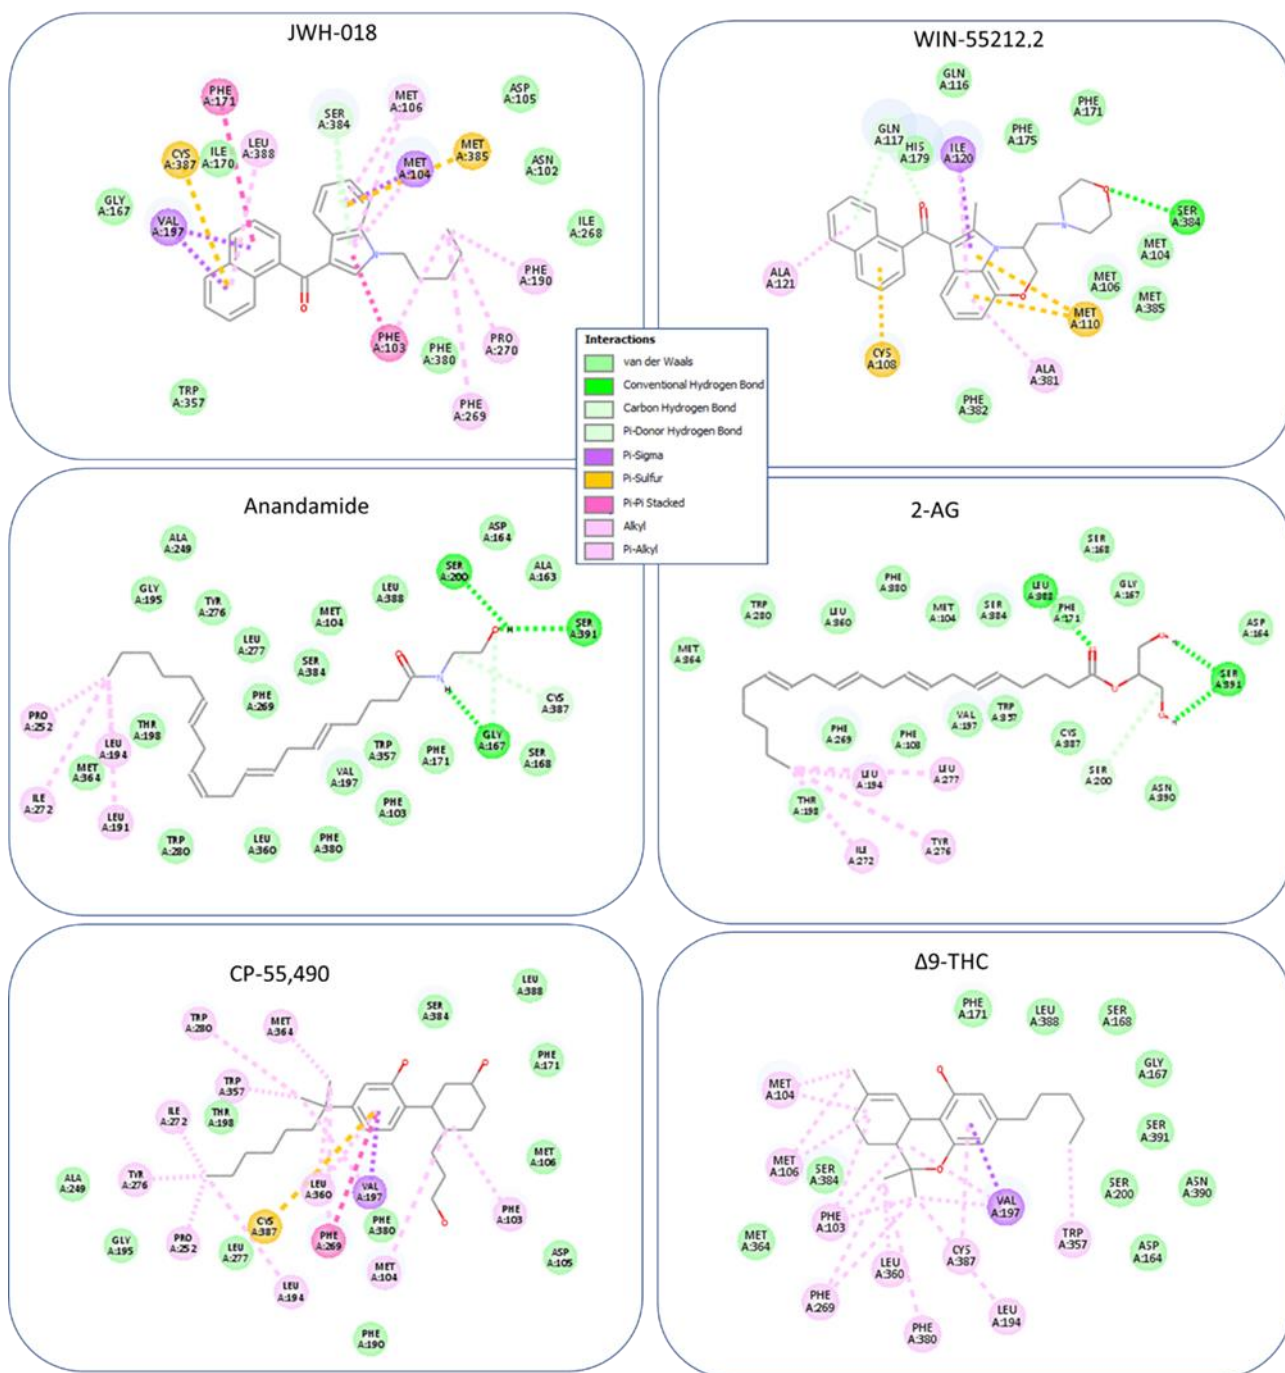 JWH-018
PHE
A:171
SER
A:384
MET
A:106
ASP
A:105
CYS
A:387
ILE
A:170
LEU
A:388
MET
A:104
MET
A:385
ASN
A:102
GLY
A:167
VAL
A:197
ILE
A:268
PHE
A:190
PHE
A:103
PHE
A:380
PRO
A:270
TRP
A:357
PHE
A:269
WIN-55212.2
GLN
A:116
PHE
A:171
GLN
A:117
HIS
A:179
ILE
A:120
PHE
A:175
SER
A:384
MET
A:104
ALA
A:121
MET
A:106
MET
A:385
MET
A:110
CYS
A:108
ALA
A:381
PHE
A:382
Interactions
van der Waals
Conventional Hydrogen Bond
Carbon Hydrogen Bond
Pi-Donor Hydrogen Bond
Pi-Sigma
Pi-Sulfur
Pi-Pi Stacked
Alkyl
Pi-Alkyl
Anandamide
ALA
A:249
ASP
A:164
SER
A:200
ALA
A:163
GLY
A:195
TYR
A:276
LEU
A:388
MET
A:104
SER
A:391
LEU
A:277
SER
A:384
PHE
A:269
CYS
A:387
PRO
A:252
THR
A:198
LEU
A:194
GLY
A:167
MET
A:364
VAL
A:197
TRP
A:357
PHE
A:171
SER
A:168
ILE
A:272
LEU
A:191
PHE
A:103
TRP
A:280
LEU
A:360
PHE
A:380
2-AG
SER
A:168
TRP
A:280
LEU
A:360
PHE
A:380
MET
A:104
SER
A:384
LEU
A:388
PHE
A:171
GLY
A:167
ASP
A:164
MET
A:364
SER
A:391
PHE
A:269
PHE
A:108
VAL
A:197
TRP
A:357
CYS
A:387
LEU
A:194
LEU
A:277
SER
A:200
ASN
A:390
THR
A:198
ILE
A:272
TYR
A:276
CP-55,490
LEU
A:388
TRP
A:280
MET
A:364
SER
A:384
PHE
A:171
TRP
A:357
ILE
A:272
THR
A:198
MET
A:106
ALA
A:249
TYR
A:276
LEU
A:360
VAL
A:197
PHE
A:103
CYS
A:387
PHE
A:380
GLY
A:195
PRO
A:252
LEU
A:277
PHE
A:269
MET
A:104
ASP
A:105
LEU
A:194
PHE
A:190
Δ9-THC
PHE
A:171
LEU
A:388
SER
A:168
GLY
A:167
MET
A:104
SER
A:391
MET
A:106
SER
A:384
SER
A:200
ASN
A:390
PHE
A:103
VAL
A:197
MET
A:364
TRP
A:357
ASP
A:164
LEU
A:360
CYS
A:387
PHE
A:269
LEU
A:194
PHE
A:380